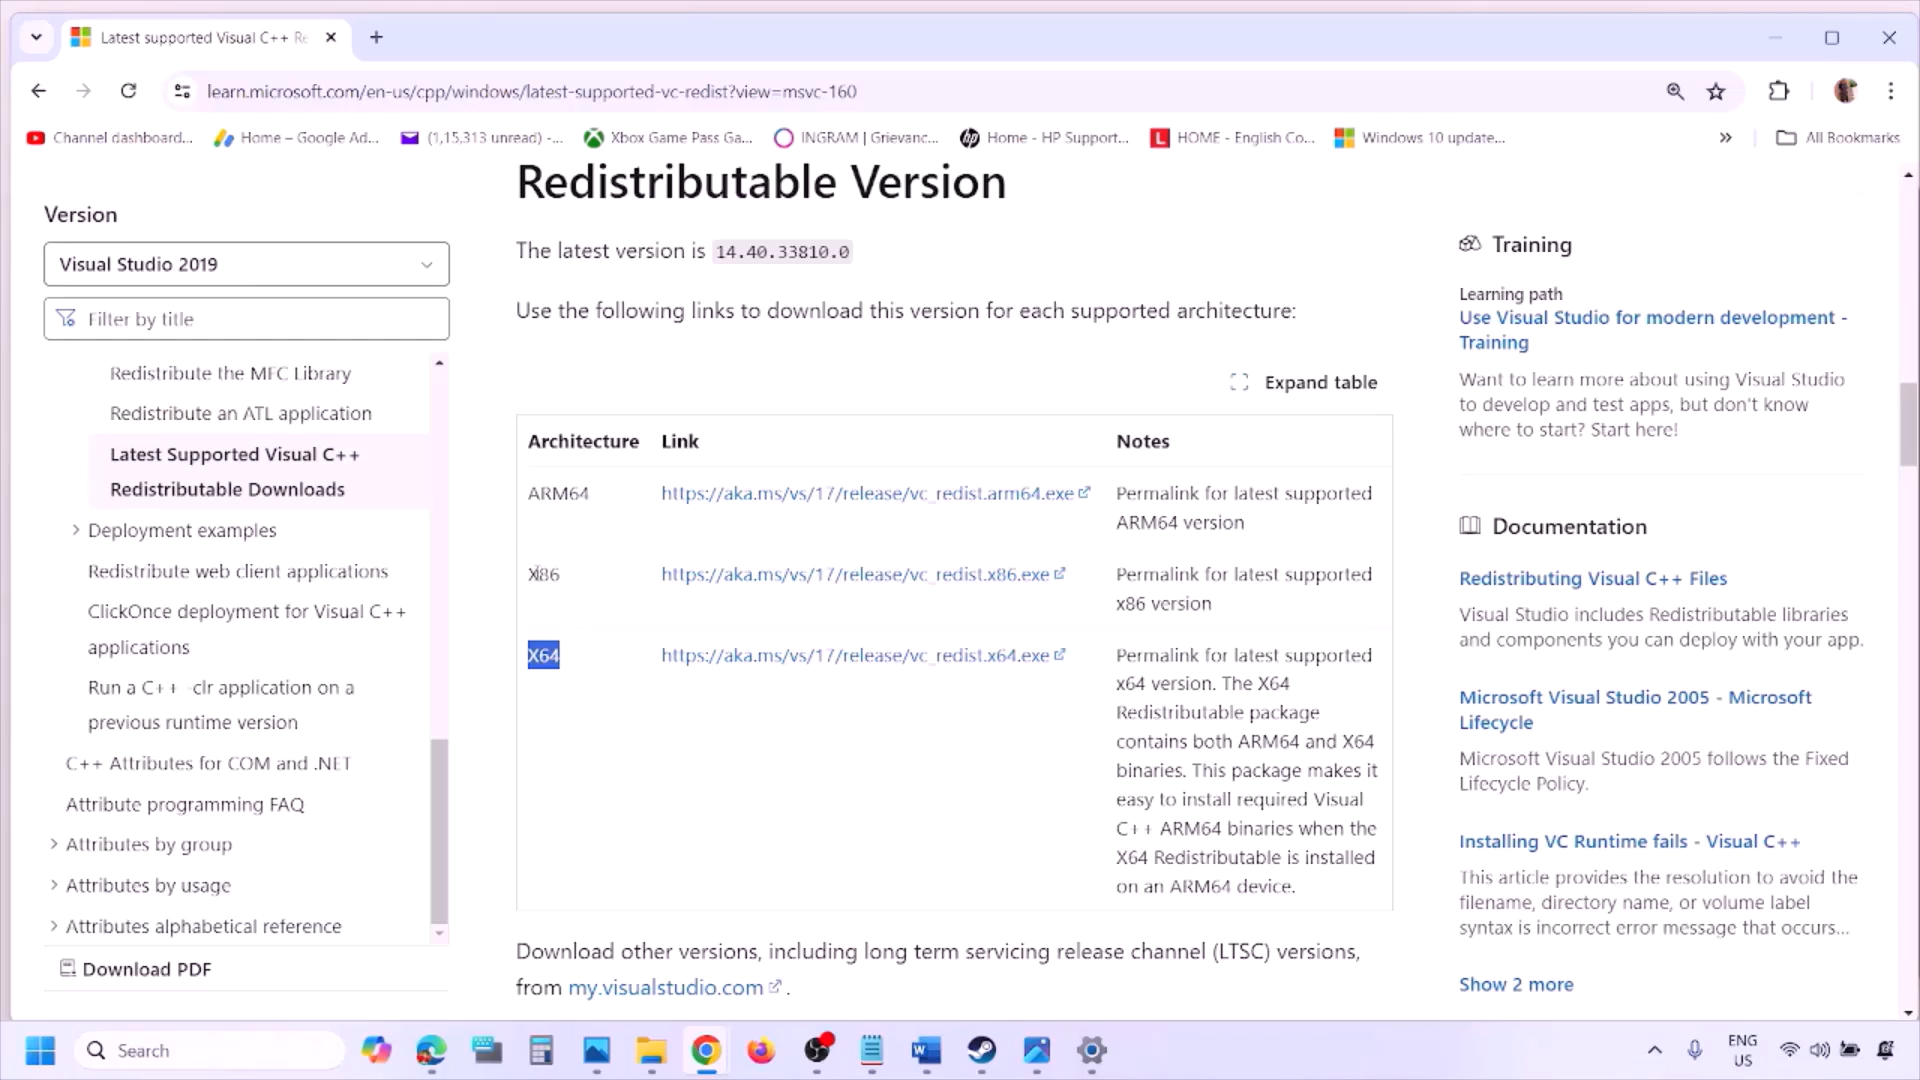 Latest supported Visual C++ Re
learn.microsoft.com/en-us/cpp/windows/latest-supported-vc-redist?view=msvc-160
Channel dashboard...
Home – Google Ad...
(1,15,313 unread) -...
Xbox Game Pass Ga...
INGRAM | Grievanc...
Home - HP Support...
HOME - English Co...
Windows 10 update...
All Bookmarks
Version
Visual Studio 2019
Filter by title
Redistribute the MFC Library
Redistribute an ATL application
Latest Supported Visual C++
Redistributable Downloads
Deployment examples
Redistribute web client applications
ClickOnce deployment for Visual C++
applications
Run a C++ -clr application on a
previous runtime version
C++ Attributes for COM and .NET
Attribute programming FAQ
Attributes by group
Attributes by usage
Attributes alphabetical reference
Download PDF
Redistributable Version
The latest version is 14.40.33810.0
Use the following links to download this version for each supported architecture:
Expand table
Architecture Link Notes
ARM64 https://aka.ms/vs/17/release/vc_redist.arm64.exe Permalink for latest supported
ARM64 version
X86 https://aka.ms/vs/17/release/vc_redist.x86.exe Permalink for latest supported
x86 version
X64 https://aka.ms/vs/17/release/vc_redist.x64.exe Permalink for latest supported
x64 version. The X64
Redistributable package
contains both ARM64 and X64
binaries. This package makes it
easy to install required Visual
C++ ARM64 binaries when the
X64 Redistributable is installed
on an ARM64 device.
Download other versions, including long term servicing release channel (LTSC) versions,
from my.visualstudio.com .
Training
Learning path
Use Visual Studio for modern development -
Training
Want to learn more about using Visual Studio
to develop and test apps, but don't know
where to start? Start here!
Documentation
Redistributing Visual C++ Files
Visual Studio includes Redistributable libraries
and components you can deploy with your app.
Microsoft Visual Studio 2005 - Microsoft
Lifecycle
Microsoft Visual Studio 2005 follows the Fixed
Lifecycle Policy.
Installing VC Runtime fails - Visual C++
This article provides the resolution to avoid the
filename, directory name, or volume label
syntax is incorrect error message that occurs...
Show 2 more
Search
ENG
US